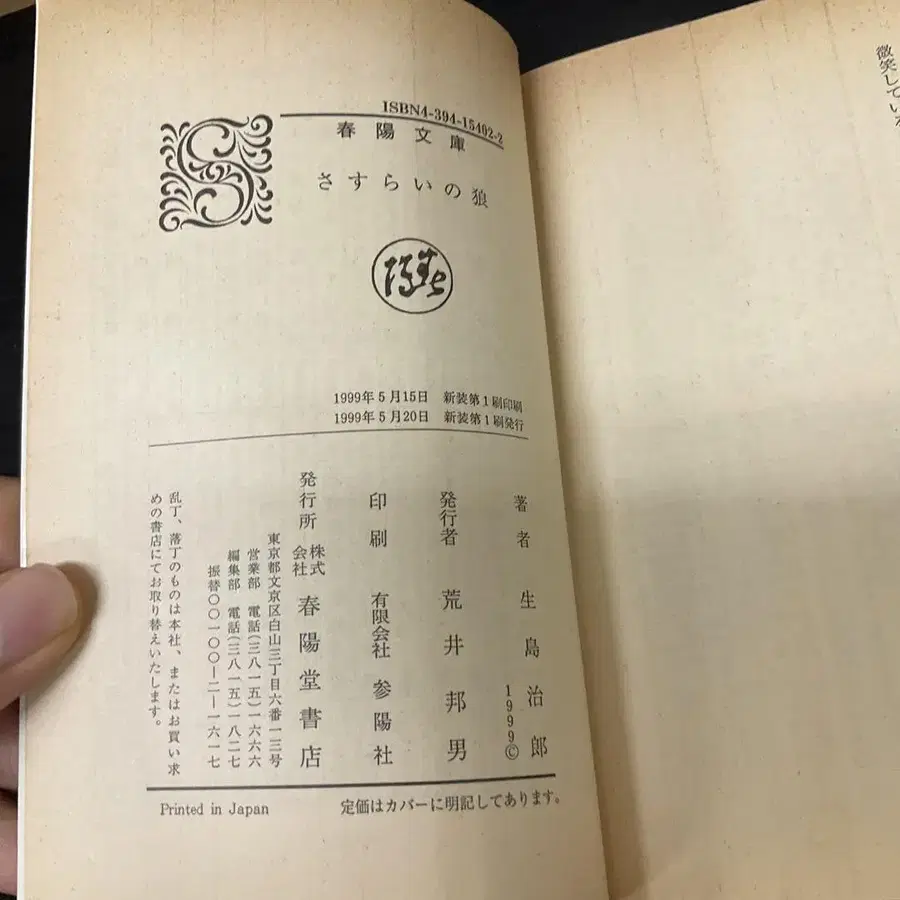 ISBN4-394-15402-2
春陽文庫
さすらいの狼
1999年5月15日 新装第1刷印刷
1999年5月20日 新装第1刷発行
著者 生島治郎
1999©
発行者 荒井邦男
印刷 有限会社 参陽社
発行所 株式会社 春陽堂書店
東京都文京区白山三丁目六番一三号
営業部 電話(三八一五)一六六六
編集部 電話(三八一五)一八二七
振替〇〇一〇〇―二―一六一七
乱丁、落丁のものは本社、またはお買い求
めの書店にてお取り替えいたします。
Printed in Japan 定価はカバーに明記してあります。
微笑してい